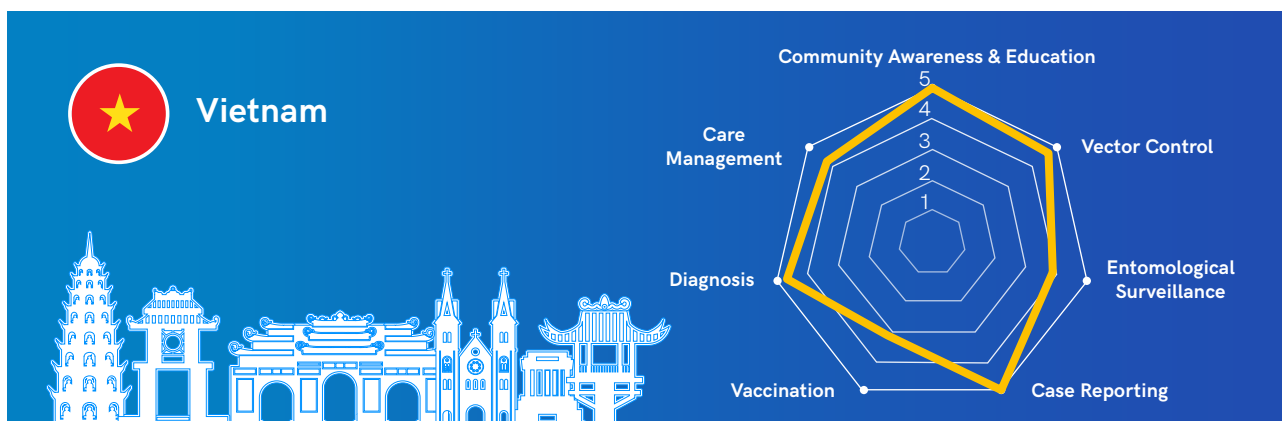 Vietnam
Community Awareness & Education
5
4
3
2
1
Care
Management
Vector Control
Diagnosis
Entomological
Surveillance
Vaccination
Case Reporting